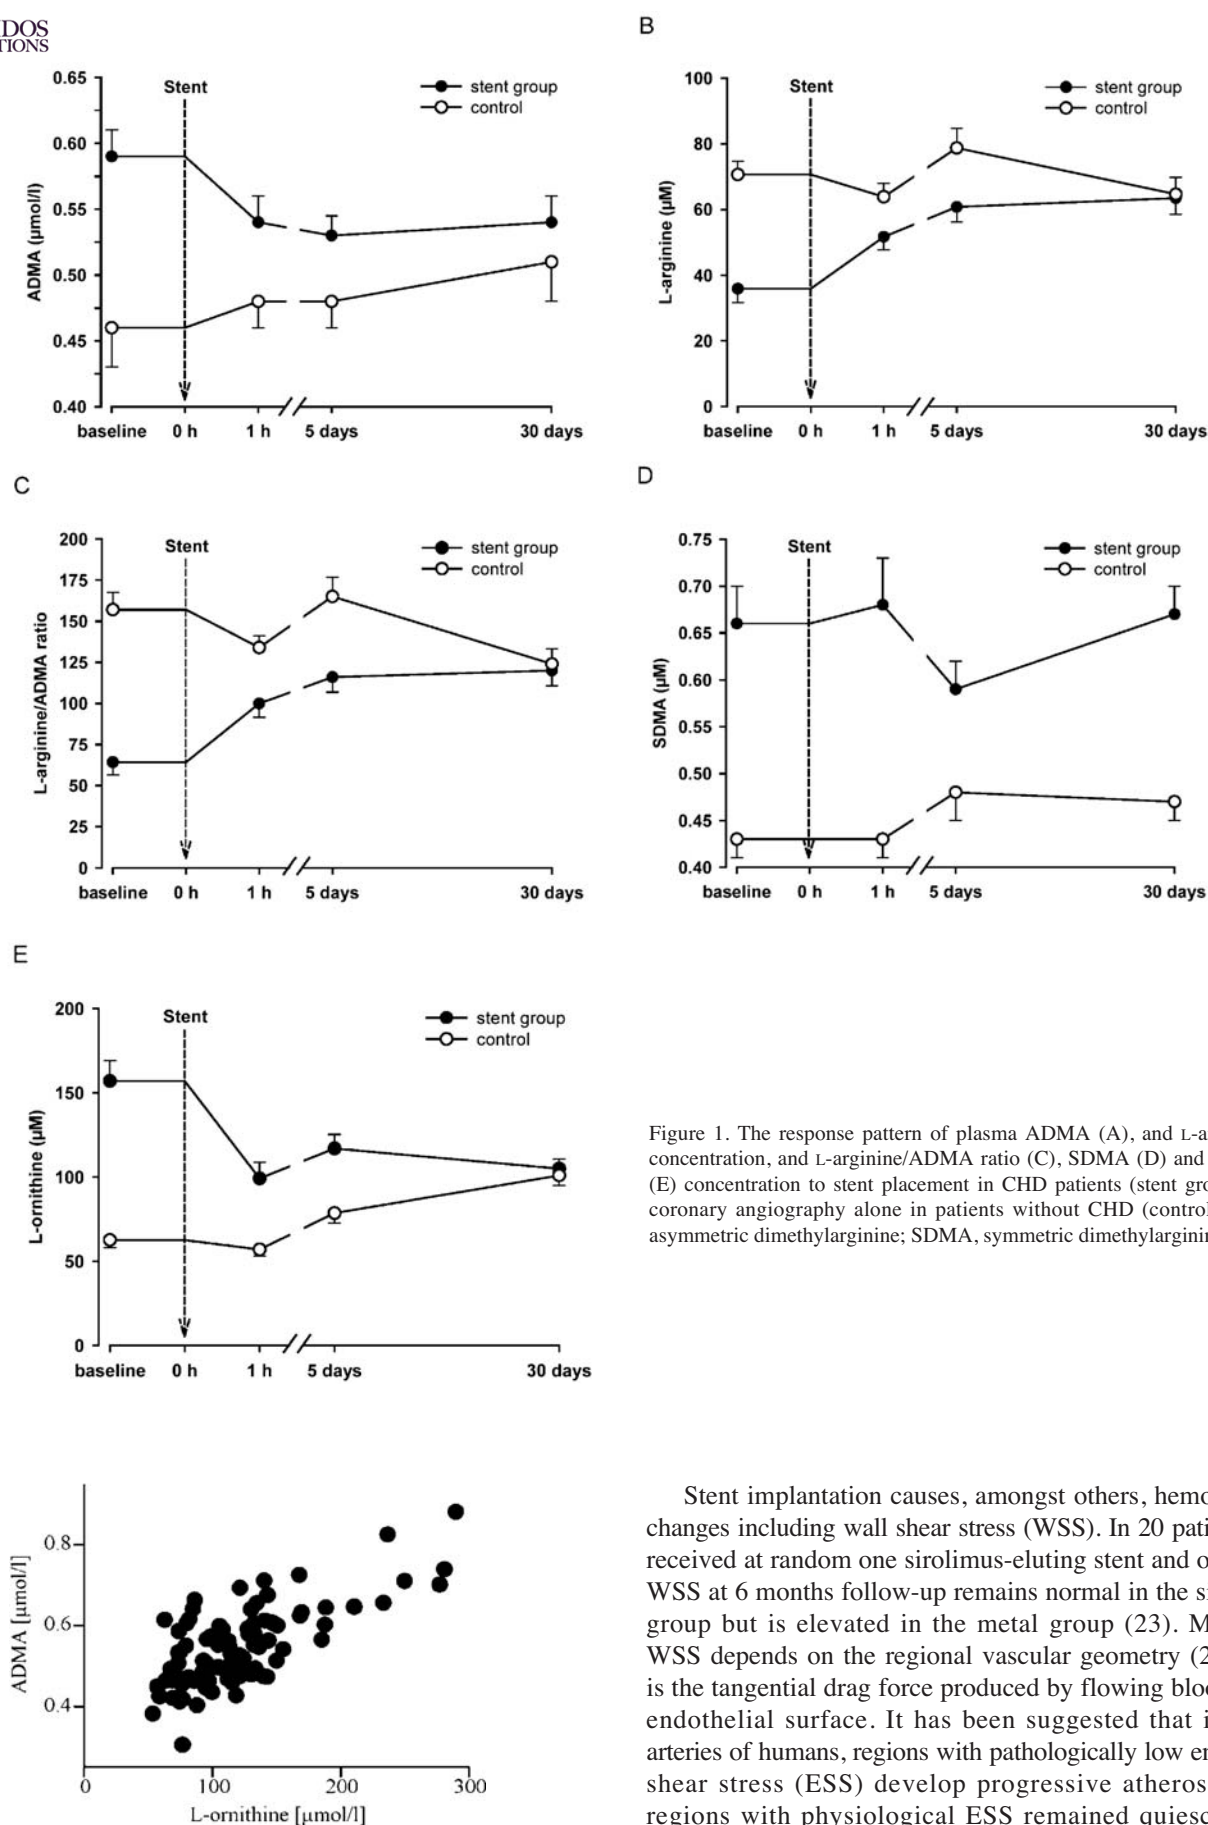 IDOS
TIONS
B
0.65
0.60
0.55
0.50
0.45
0.40
ADMA (µmol/l)
Stent
stent group
control
baseline 0 h 1 h 5 days 30 days
100
80
60
40
20
0
L-arginine (µM)
Stent
stent group
control
baseline 0 h 1 h 5 days 30 days
C
200
175
150
125
100
75
50
25
0
L-arginine/ADMA ratio
Stent
stent group
control
baseline 0 h 1 h 5 days 30 days
D
0.75
0.70
0.65
0.60
0.55
0.50
0.45
0.40
SDMA (µM)
Stent
stent group
control
baseline 0 h 1 h 5 days 30 days
E
200
150
100
50
0
L-ornithine (µM)
Stent
stent group
control
baseline 0 h 1 h 5 days 30 days
Figure 1. The response pattern of plasma ADMA (A), and L-a
concentration, and L-arginine/ADMA ratio (C), SDMA (D) and
(E) concentration to stent placement in CHD patients (stent gro
coronary angiography alone in patients without CHD (control
asymmetric dimethylarginine; SDMA, symmetric dimethylarginin
0.8
0.6
0.4
ADMA [µmol/l]
0 100 200 300
L-ornithine [µmol/l]
Stent implantation causes, amongst others, hemo
changes including wall shear stress (WSS). In 20 pati
received at random one sirolimus-eluting stent and o
WSS at 6 months follow-up remains normal in the si
group but is elevated in the metal group (23). M
WSS depends on the regional vascular geometry (2
is the tangential drag force produced by flowing bloo
endothelial surface. It has been suggested that i
arteries of humans, regions with pathologically low en
shear stress (ESS) develop progressive atheros
regions with physiological ESS remained quiesc